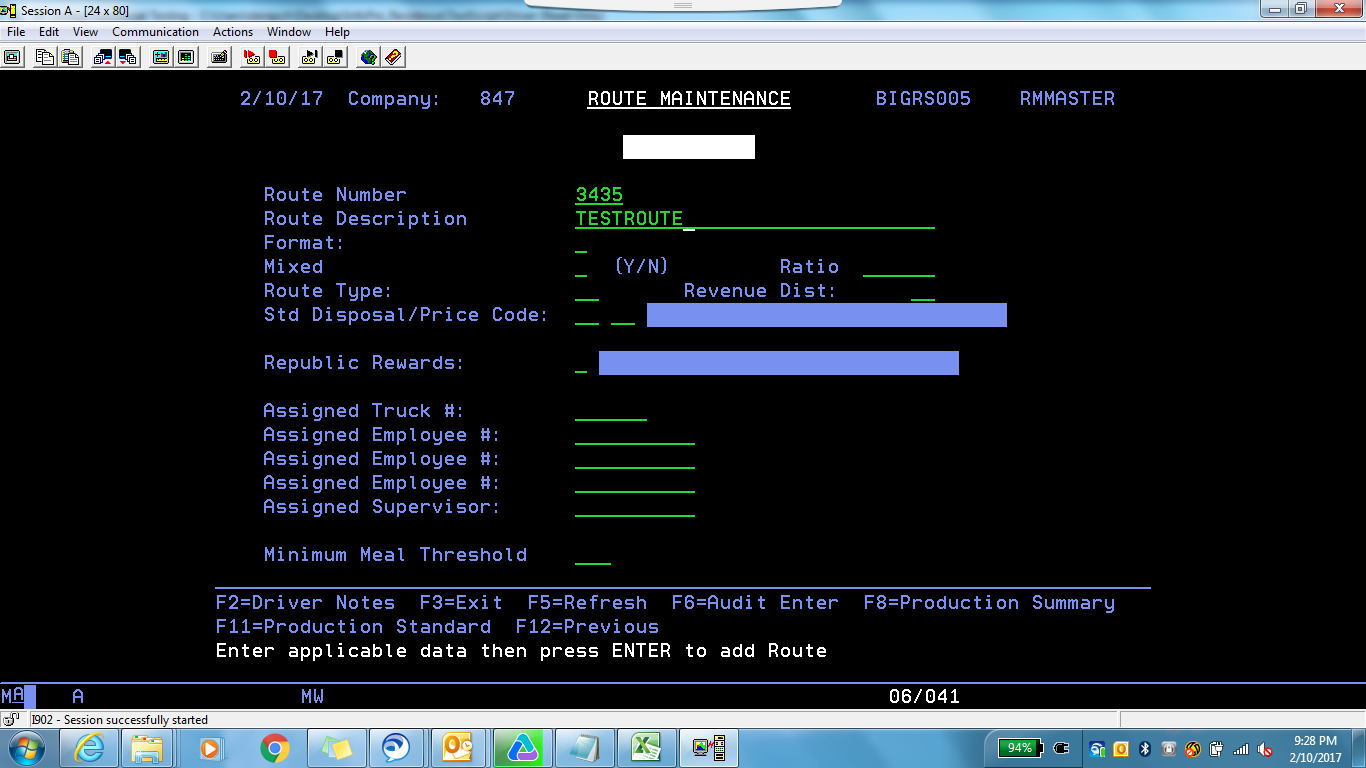 Session A - [24 x 80]
File Edit View Communication Actions Window Help
2/10/17 Company: 847 ROUTE MAINTENANCE BIGRS005 RMMASTER
Route Number 3435
Route Description TESTROUTE
Format:
Mixed (Y/N) Ratio
Route Type: Revenue Dist:
Std Disposal/Price Code:
Republic Rewards:
Assigned Truck #:
Assigned Employee #:
Assigned Employee #:
Assigned Employee #:
Assigned Supervisor:
Minimum Meal Threshold
F2=Driver Notes F3=Exit F5=Refresh F6=Audit Enter F8=Production Summary
F11=Production Standard F12=Previous
Enter applicable data then press ENTER to add Route
MA A MW 06/041
I902 - Session successfully started
94% 9:28 PM
2/10/2017